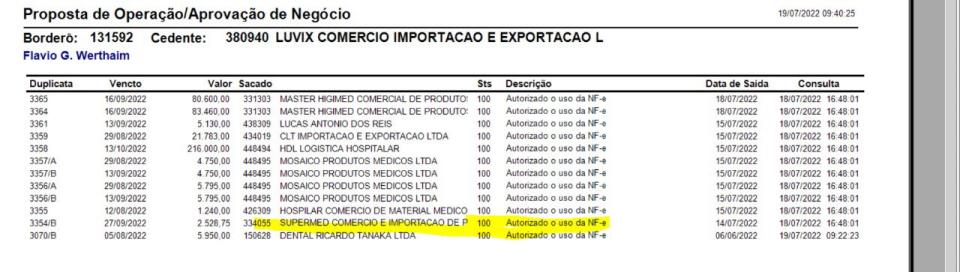 Proposta de Operação/Aprovação de Negócio 19/07/2022 09:40:25
Borderô: 131592 Cedente: 380940 LUVIX COMERCIO IMPORTACAO E EXPORTACAO L
Flavio G. Werthaim
Duplicata Vencto Valor Sacado Sts Descrição Data de Saída Consulta
3365 16/09/2022 80.600,00 331303 MASTER HIGIMED COMERCIAL DE PRODUTO: 100 Autorizado o uso da NF-e 18/07/2022 18/07/2022 16:48:01
3364 16/09/2022 83.460,00 331303 MASTER HIGIMED COMERCIAL DE PRODUTO: 100 Autorizado o uso da NF-e 18/07/2022 18/07/2022 16:48:01
3361 13/09/2022 5.130,00 438309 LUCAS ANTONIO DOS REIS 100 Autorizado o uso da NF-e 15/07/2022 18/07/2022 16:48:01
3359 29/08/2022 21.783,00 434019 CLT IMPORTACAO E EXPORTACAO LTDA 100 Autorizado o uso da NF-e 15/07/2022 18/07/2022 16:48:01
3358 13/10/2022 216.000,00 448494 HDL LOGISTICA HOSPITALAR 100 Autorizado o uso da NF-e 15/07/2022 18/07/2022 16:48:01
3357/A 29/08/2022 4.750,00 448495 MOSAICO PRODUTOS MEDICOS LTDA 100 Autorizado o uso da NF-e 15/07/2022 18/07/2022 16:48:01
3357/B 13/09/2022 4.750,00 448495 MOSAICO PRODUTOS MEDICOS LTDA 100 Autorizado o uso da NF-e 15/07/2022 18/07/2022 16:48:01
3356/A 29/08/2022 5.795,00 448495 MOSAICO PRODUTOS MEDICOS LTDA 100 Autorizado o uso da NF-e 15/07/2022 18/07/2022 16:48:01
3356/B 13/09/2022 5.795,00 448495 MOSAICO PRODUTOS MEDICOS LTDA 100 Autorizado o uso da NF-e 15/07/2022 18/07/2022 16:48:01
3355 12/08/2022 1.240,00 426309 HOSPILAR COMERCIO DE MATERIAL MEDICO 100 Autorizado o uso da NF-e 15/07/2022 18/07/2022 16:48:01
3354/B 27/09/2022 2.528,75 334055 SUPERMED COMERCIO E IMPORTACAO DE P 100 Autorizado o uso da NF-e 14/07/2022 18/07/2022 16:48:01
3070/B 05/08/2022 5.950,00 150628 DENTAL RICARDO TANAKA LTDA 100 Autorizado o uso da NF-e 06/06/2022 19/07/2022 09:22:23